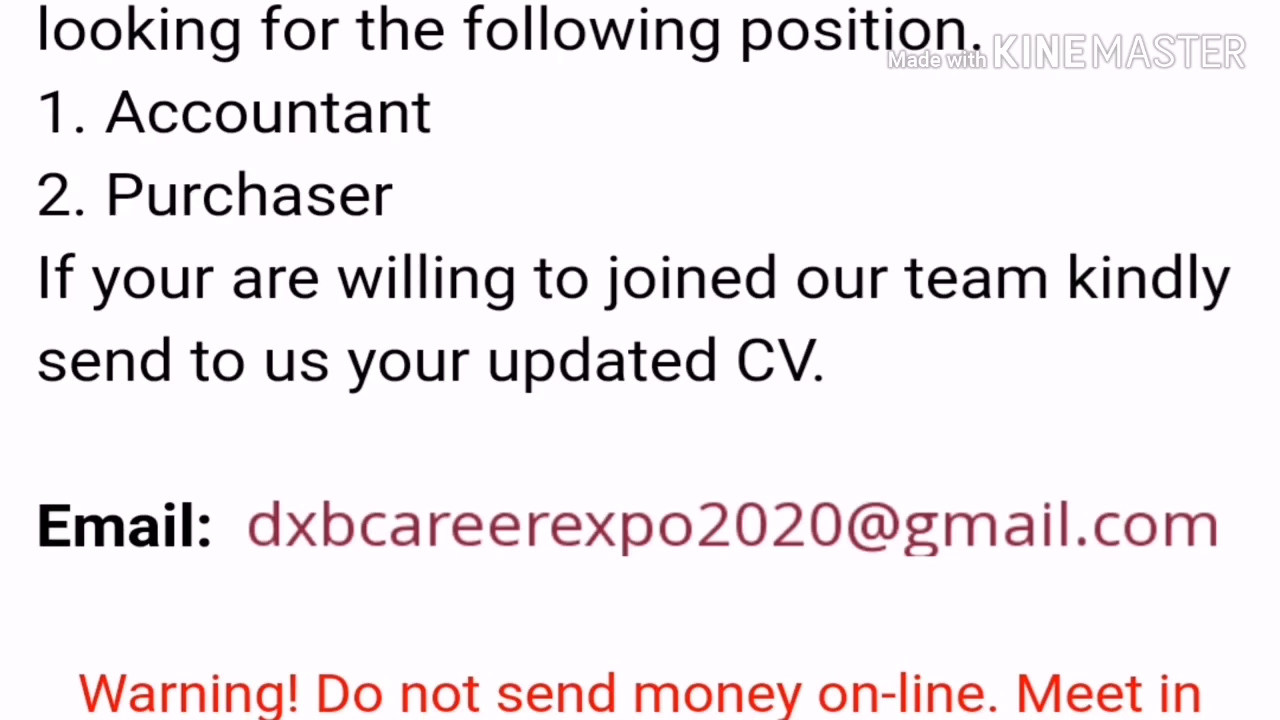 looking for the following position.
Made with KINEMASTER
1. Accountant
2. Purchaser
If your are willing to joined our team kindly
send to us your updated CV.
Email: dxbcareerexpo2020@gmail.com
Warning! Do not send money on-line. Meet in